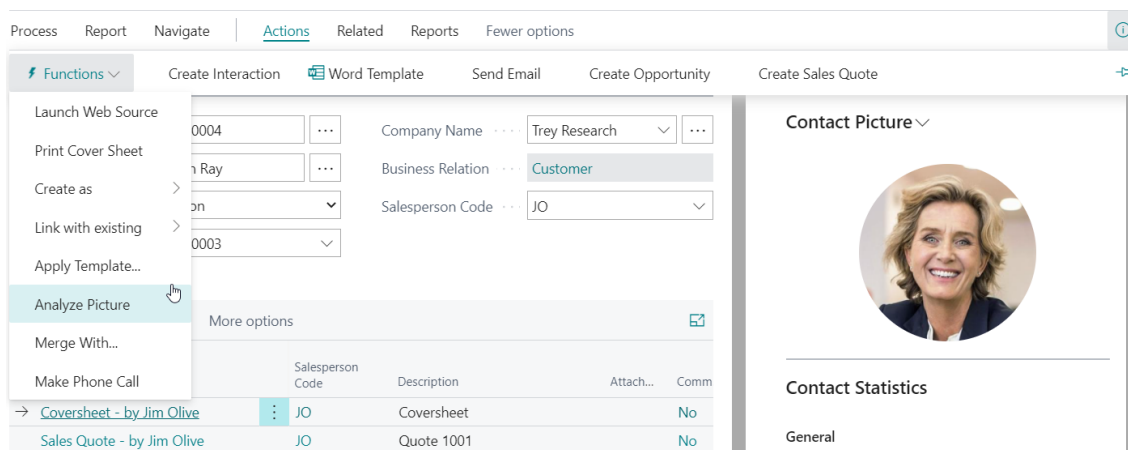 Process Report Navigate Actions Related Reports Fewer options
Functions Create Interaction Word Template Send Email Create Opportunity Create Sales Quote
Launch Web Source
Print Cover Sheet
Create as
Link with existing
Apply Template...
Analyze Picture
Merge With...
Make Phone Call
0004 Company Name Trey Research
Ray Business Relation Customer
on Salesperson Code JO
0003
More options
Salesperson Code Description Attach... Comm
Coversheet - by Jim Olive JO Coversheet No
Sales Quote - by Jim Olive JO Quote 1001 No
Contact Picture
Contact Statistics
General